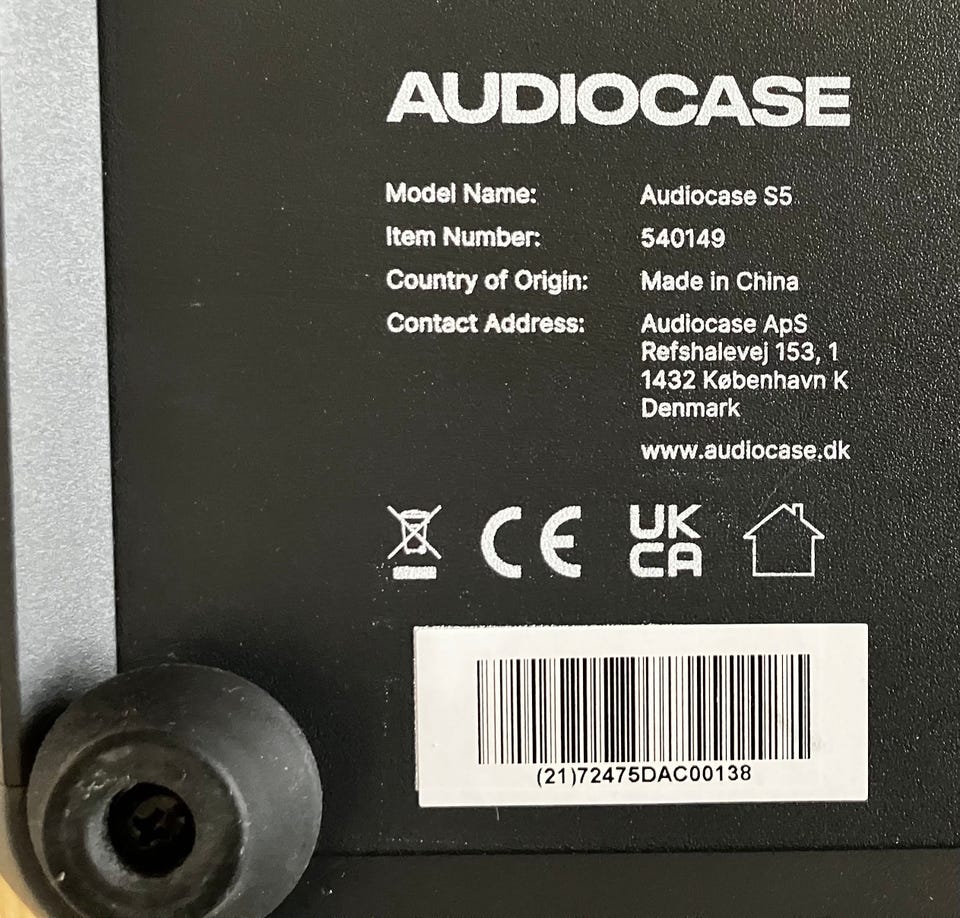 AUDIOCASE
Model Name: Audiocase S5
Item Number: 540149
Country of Origin: Made in China
Contact Address: Audiocase ApS
Refshalevej 153, 1
1432 København K
Denmark
www.audiocase.dk
CE UK
CA
(21)72475DAC00138